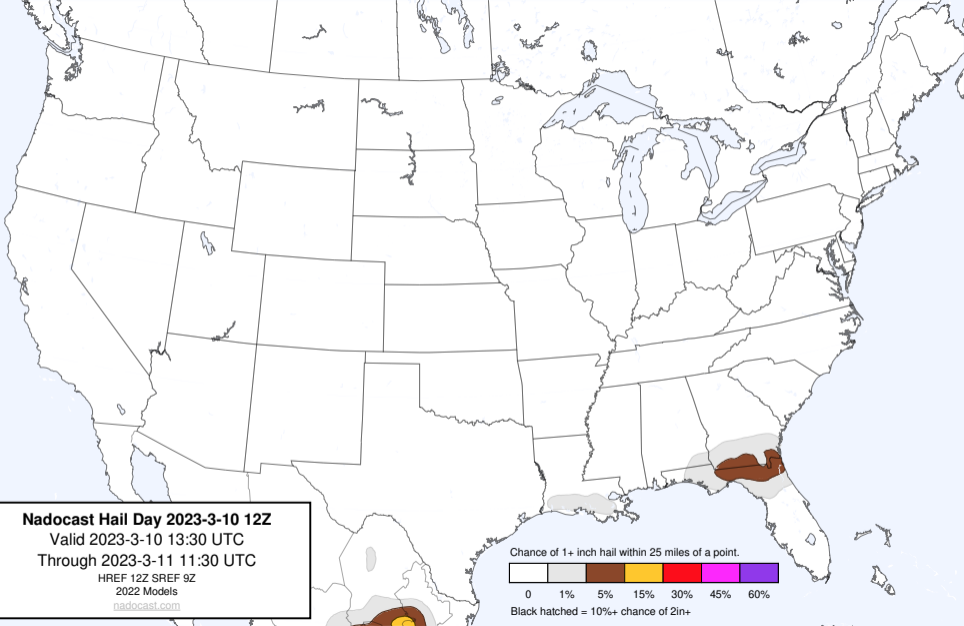 Nadocast Hail Day 2023-3-10 12Z
Valid 2023-3-10 13:30 UTC
Through 2023-3-11 11:30 UTC
HREF 12Z SREF 9Z
2022 Models
nadocast.com
Chance of 1+ inch hail within 25 miles of a point.
0 1% 5% 15% 30% 45% 60%
Black hatched = 10%+ chance of 2in+